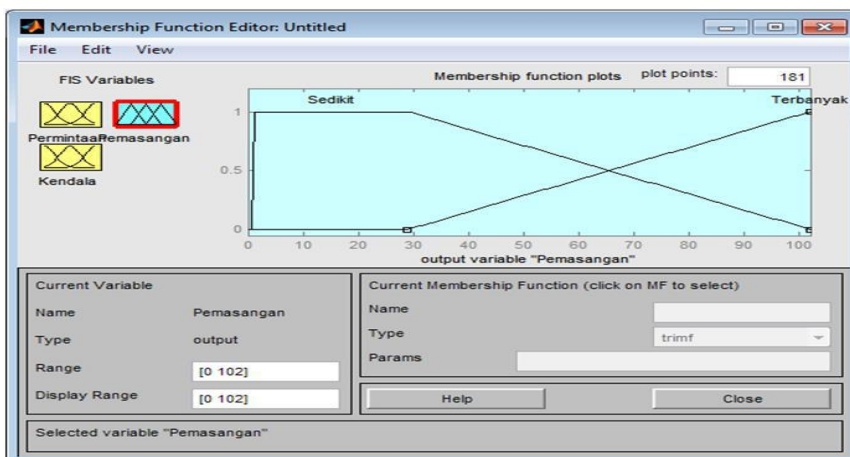 Membership Function Editor: Untitled
File Edit View
FIS Variables
Membership function plots plot points: 181
Permintaan Pemasangan
Kendala
Sedikit Terbanyak
1
0.5
0
0 10 20 30 40 50 60 70 80 90 100
output variable "Pemasangan"
Current Variable
Name Pemasangan
Type output
Range [0 102]
Display Range [0 102]
Current Membership Function (click on MF to select)
Name
Type trimf
Params
Help Close
Selected variable "Pemasangan"